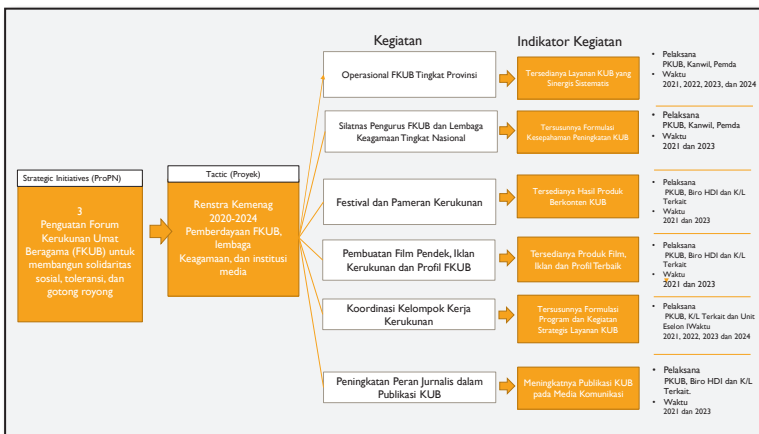 Kegiatan
Indikator Kegiatan
Strategic Initiatives (ProPN)
3
Penguatan Forum
Kerukunan Umat
Beragama (FKUB) untuk
membangun solidaritas
sosial, toleransi, dan
gotong royong
Tactic (Proyek)
Renstra Kemenag
2020-2024
Pemberdayaan FKUB,
lembaga
Keagamaan, dan institusi
media
Operasional FKUB Tingkat Provinsi
Tersedianya Layanan KUB yang
Sinergis Sistematis
• Pelaksana
PKUB, Kanwil, Pemda
• Waktu
2021, 2022, 2023, dan 2024
Silatnas Pengurus FKUB dan Lembaga
Keagamaan Tingkat Nasional
Tersusunnya Formulasi
Kesepahaman Peningkatan KUB
• Pelaksana
PKUB, Kanwil, Pemda
• Waktu
2021 dan 2023
Festival dan Pameran Kerukunan
Tersedianya Hasil Produk
Berkonten KUB
• Pelaksana
PKUB, Biro HDI dan K/L
Terkait
• Waktu
2021 dan 2023
Pembuatan Film Pendek, Iklan
Kerukunan dan Profil FKUB
Tersedianya Produk Film,
Iklan dan Profil Terbaik
• Pelaksana
PKUB, Biro HDI dan K/L
Terkait
• Waktu
2021 dan 2023
Koordinasi Kelompok Kerja
Kerukunan
Tersusunnya Formulasi
Program dan Kegiatan
Strategis Layanan KUB
• Pelaksana
PKUB, K/L Terkait dan Unit
Eselon IWaktu
2021, 2022, 2023 dan 2024
Peningkatan Peran Jurnalis dalam
Publikasi KUB
Meningkatnya Publikasi KUB
pada Media Komunikasi
• Pelaksana
PKUB, Biro HDI dan K/L
Terkait.
• Waktu
2021 dan 2023